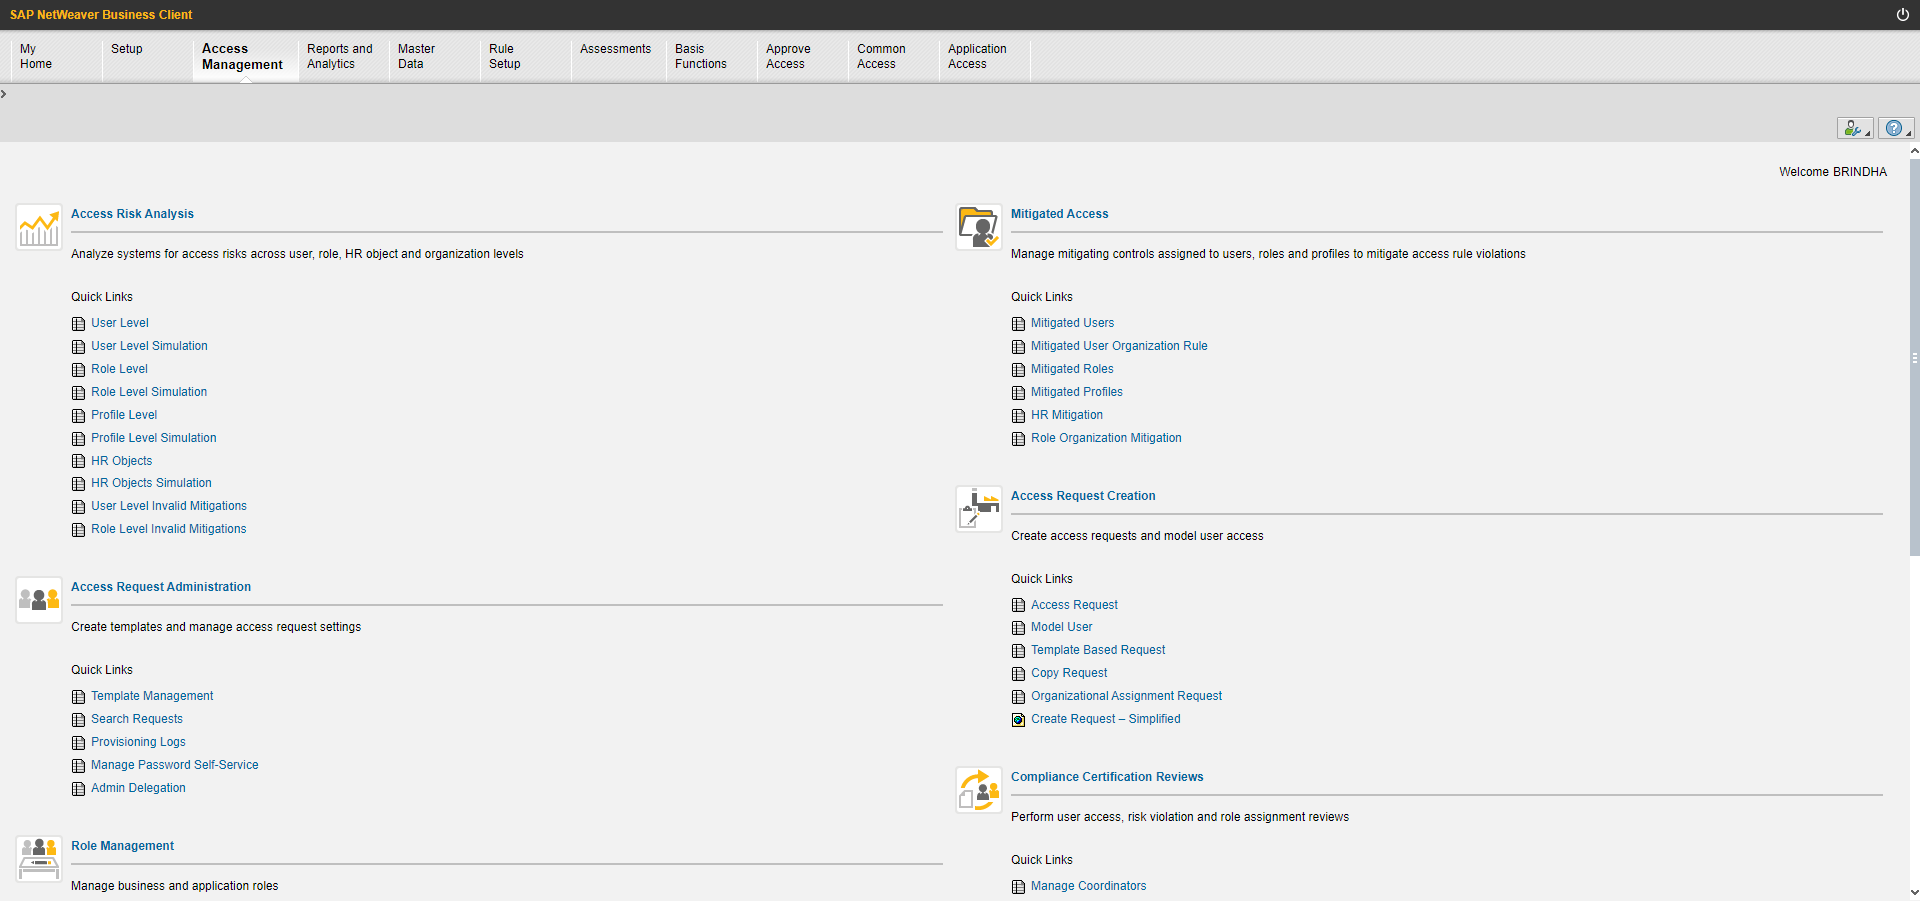 SAP NetWeaver Business Client
My Home
Setup
Access Management
Reports and Analytics
Master Data
Rule Setup
Assessments
Basis Functions
Approve Access
Common Access
Application Access
Welcome BRINDHA
Access Risk Analysis
Analyze systems for access risks across user, role, HR object and organization levels
Quick Links
User Level
User Level Simulation
Role Level
Role Level Simulation
Profile Level
Profile Level Simulation
HR Objects
HR Objects Simulation
User Level Invalid Mitigations
Role Level Invalid Mitigations
Access Request Administration
Create templates and manage access request settings
Quick Links
Template Management
Search Requests
Provisioning Logs
Manage Password Self-Service
Admin Delegation
Role Management
Manage business and application roles
Mitigated Access
Manage mitigating controls assigned to users, roles and profiles to mitigate access rule violations
Quick Links
Mitigated Users
Mitigated User Organization Rule
Mitigated Roles
Mitigated Profiles
HR Mitigation
Role Organization Mitigation
Access Request Creation
Create access requests and model user access
Quick Links
Access Request
Model User
Template Based Request
Copy Request
Organizational Assignment Request
Create Request – Simplified
Compliance Certification Reviews
Perform user access, risk violation and role assignment reviews
Quick Links
Manage Coordinators